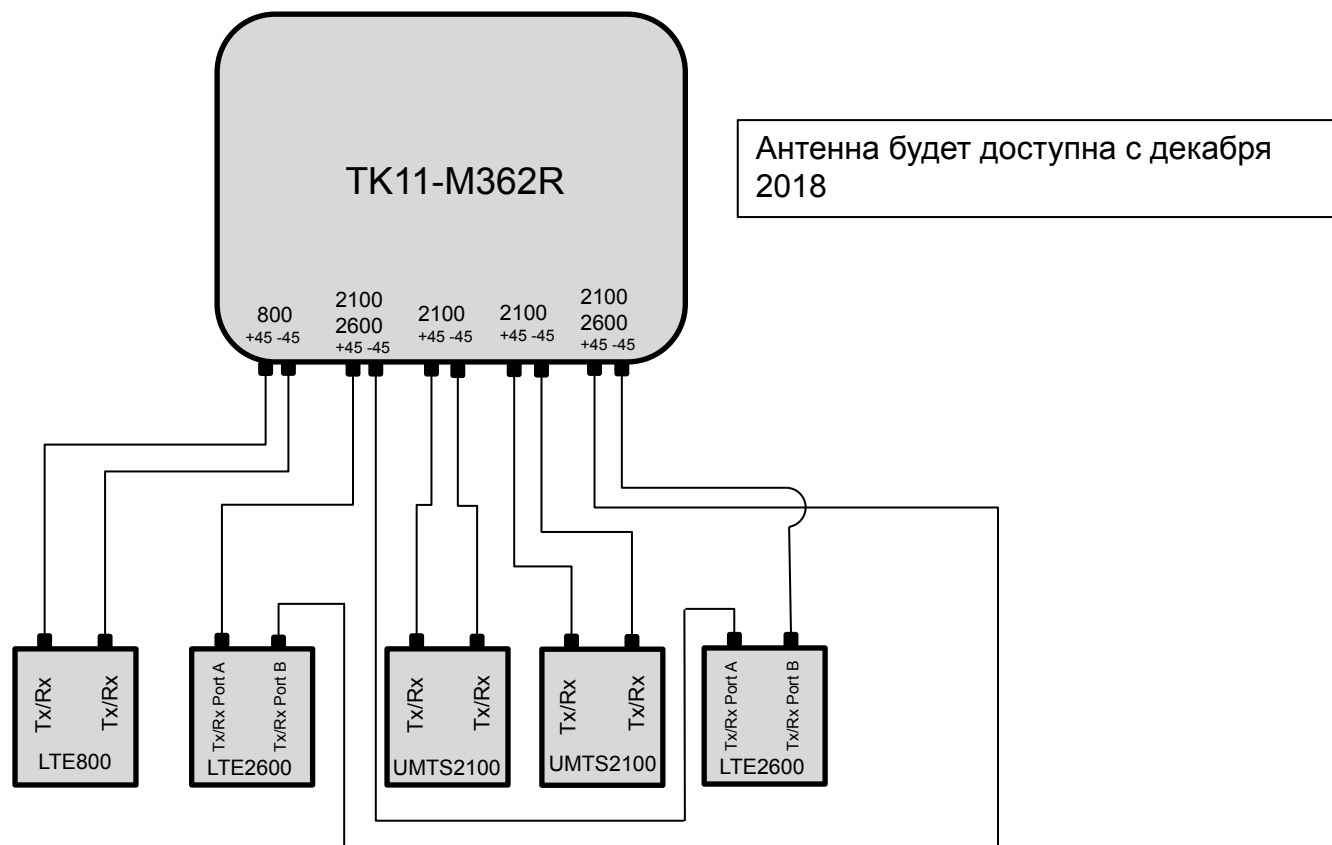 TK11-M362R
Антенна будет доступна с декабря
2018
800
+45 -45
2100
2600
+45 -45
2100
+45 -45
2100
+45 -45
2100
2600
+45 -45
Tx/Rx
Tx/Rx
LTE800
Tx/Rx Port A
Tx/Rx Port B
LTE2600
Tx/Rx
Tx/Rx
UMTS2100
Tx/Rx
Tx/Rx
UMTS2100
Tx/Rx Port A
Tx/Rx Port B
LTE2600